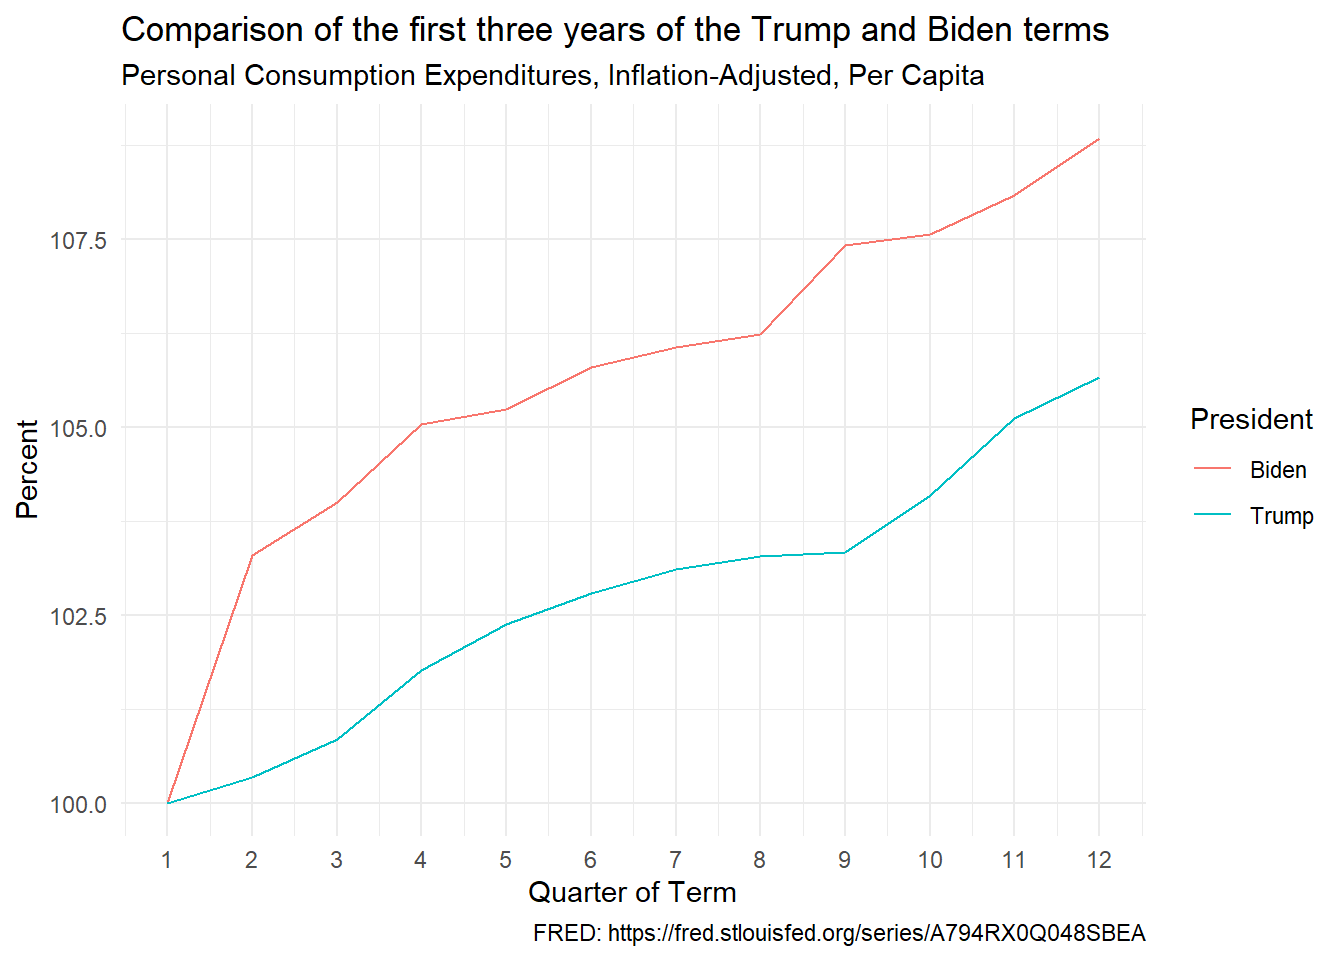 Comparison of the first three years of the Trump and Biden terms
Personal Consumption Expenditures, Inflation-Adjusted, Per Capita
107.5
105.0
102.5
100.0
Percent
1 2 3 4 5 6 7 8 9 10 11 12
Quarter of Term
President
Biden
Trump
FRED: https://fred.stlouisfed.org/series/A794RX0Q048SBEA